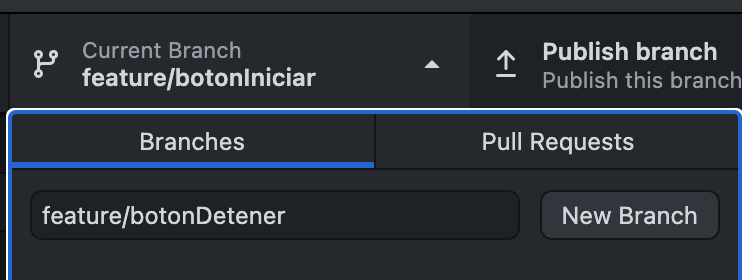 Current Branch
feature/botonIniciar
Publish branch
Publish this branch
Branches
Pull Requests
feature/botonDetener
New Branch